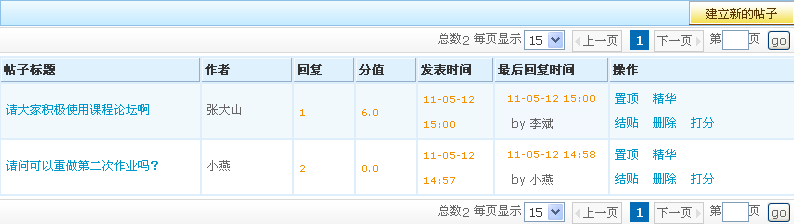 建立新的帖子
总数2 每页显示 15 上一页 1 下一页 第 页 go
帖子标题 作者 回复 分值 发表时间 最后回复时间 操作
请大家积极使用课程论坛啊 张大山 1 6.0 11-05-12 15:00 11-05-12 15:00 by 李斌 置顶 精华
结贴 删除 打分
请问可以重做第二次作业吗？ 小燕 2 0.0 11-05-12 14:57 11-05-12 14:58 by 小燕 置顶 精华
结贴 删除 打分
总数2 每页显示 15 上一页 1 下一页 第 页 go